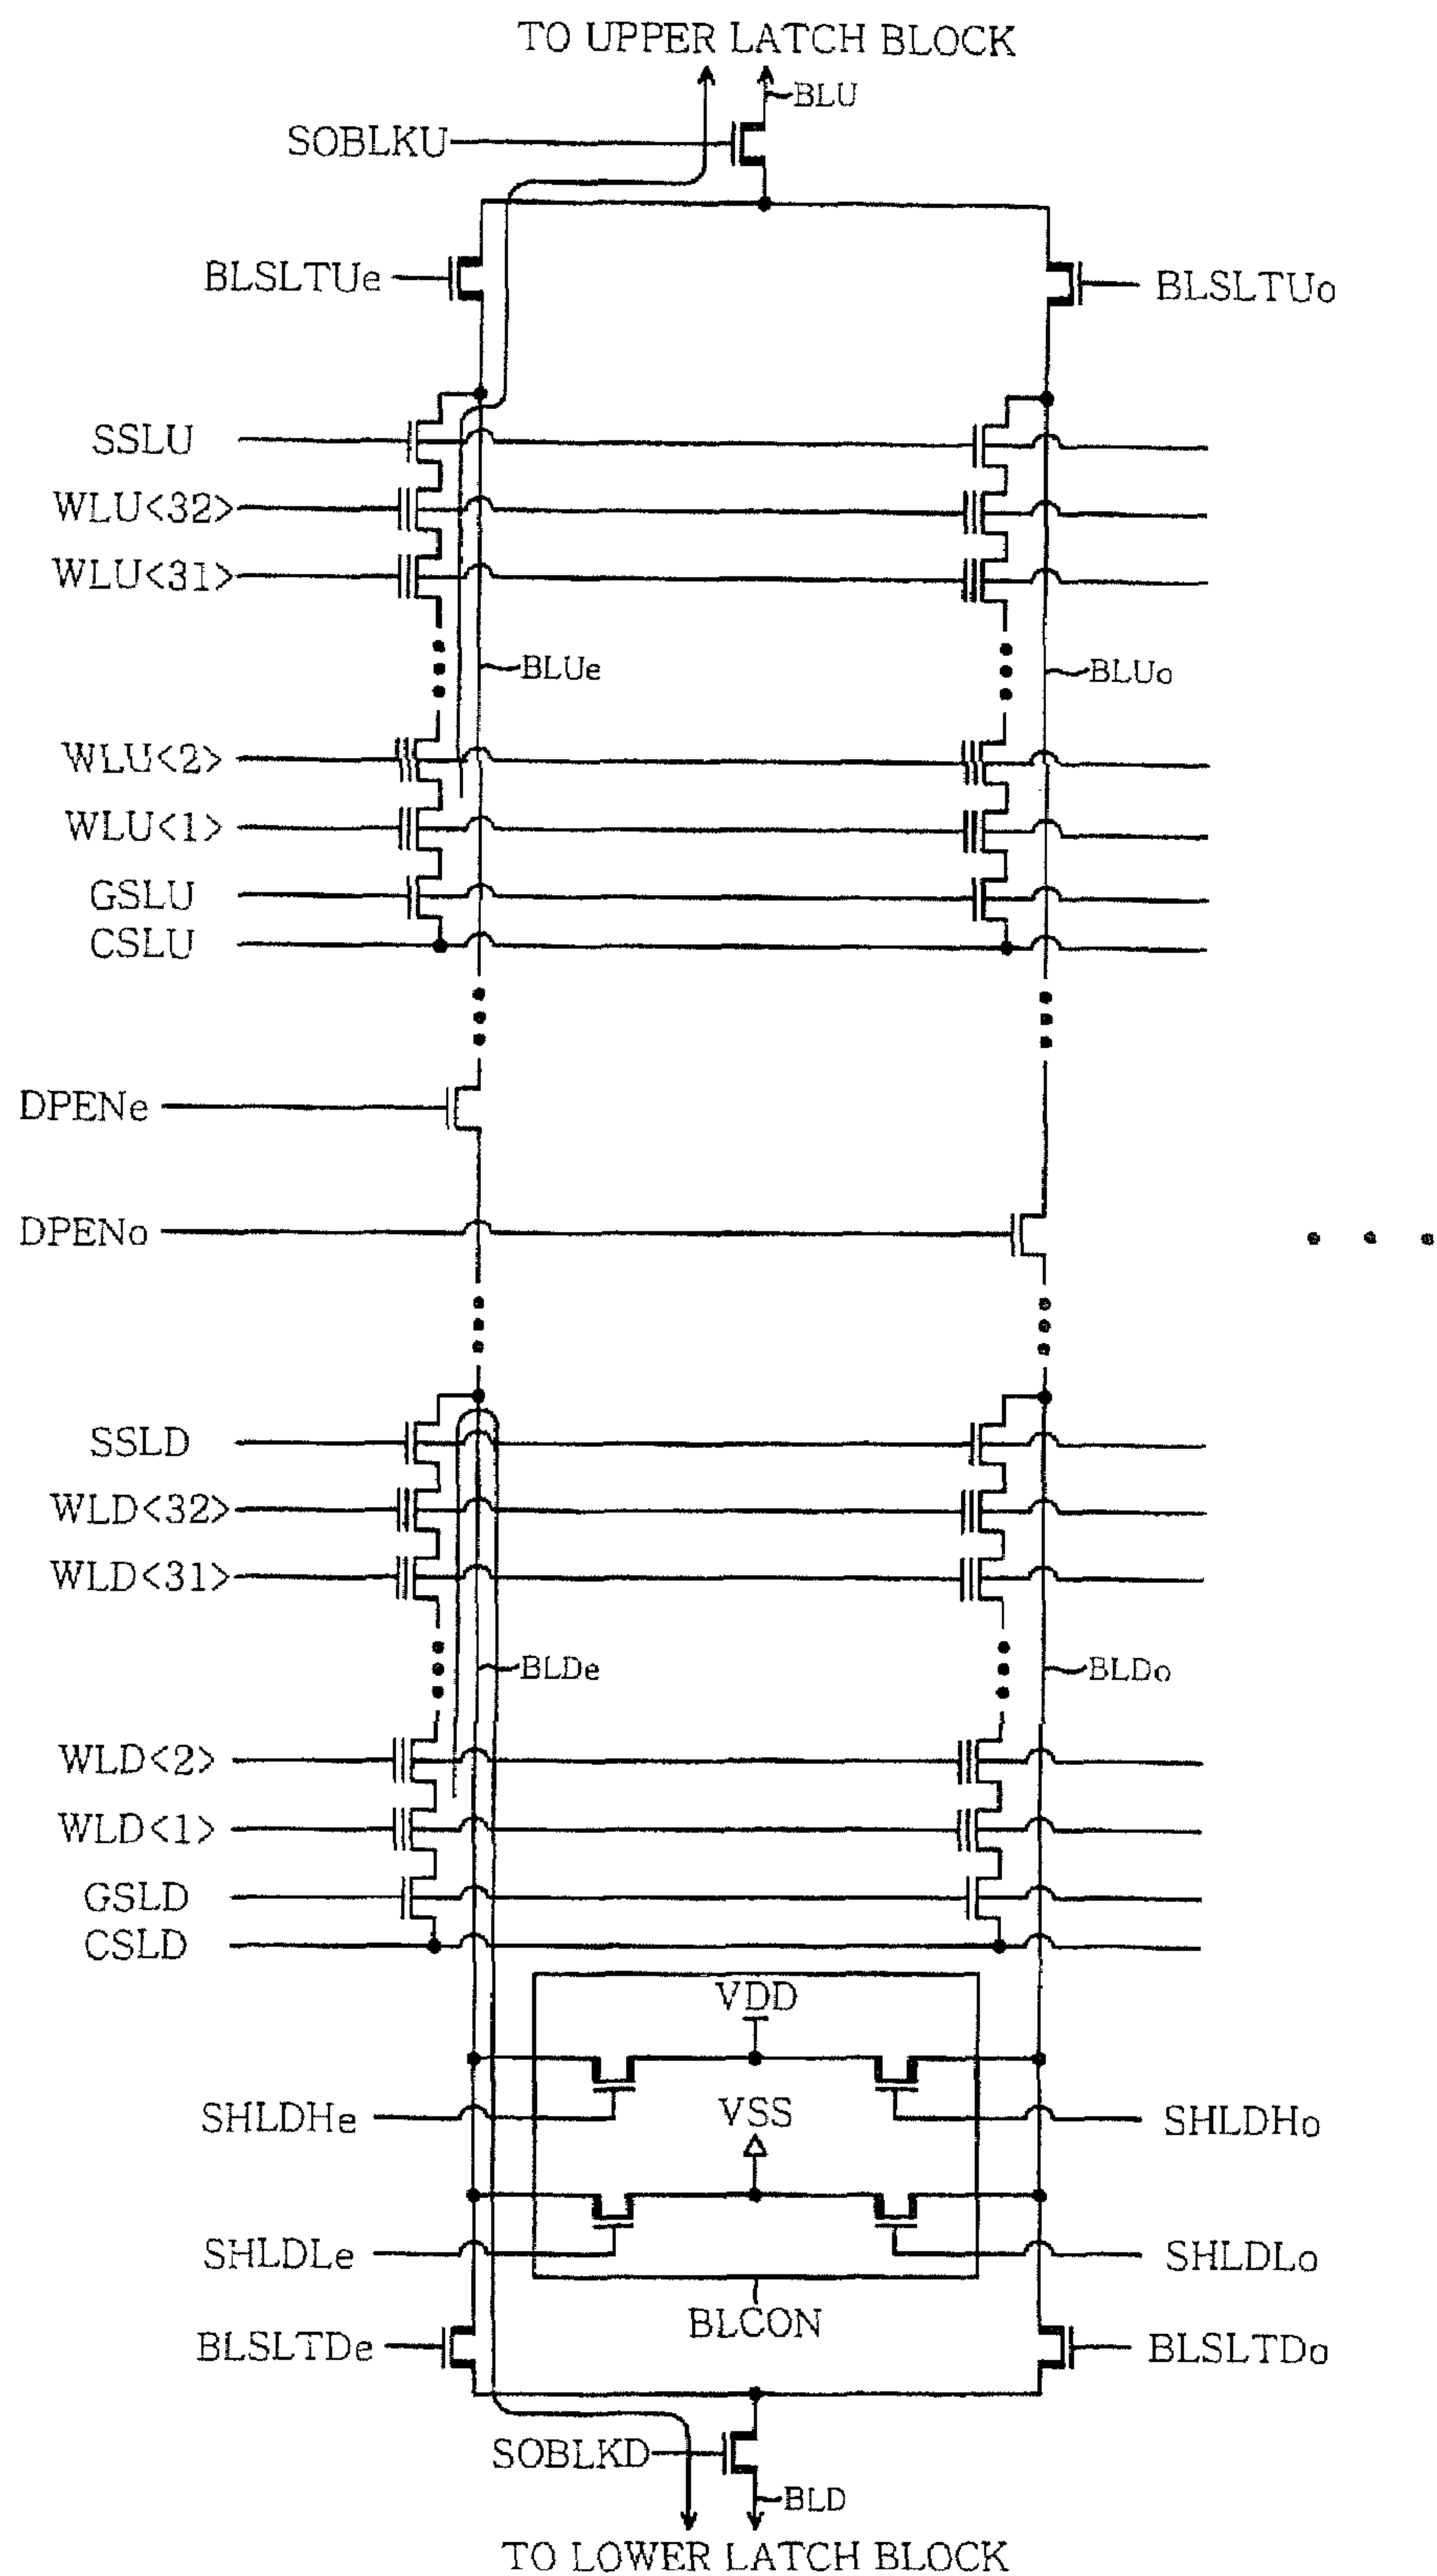 TO UPPER LATCH BLOCK
BLU
SOBLKU
BLSLTUe
BLSLTUo
SSLU
WLU<32>
WLU<31>
BLUe
BLUo
WLU<2>
WLU<1>
GSLU
CSLU
DPENe
DPENo
SSLD
WLD<32>
WLD<31>
BLDe
BLDo
WLD<2>
WLD<1>
GSLD
CSLD
VDD
SHLDHe
VSS
SHLDHo
SHLDLe
SHLDLo
BLCON
BLSLTDe
BLSLTDo
SOBLKD
BLD
TO LOWER LATCH BLOCK